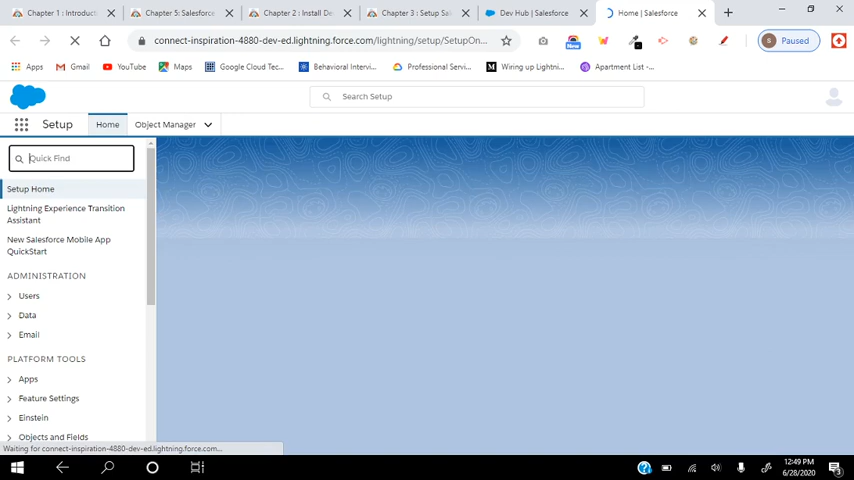 Chapter 1 : Introduct
Chapter 5: Salesforce
Chapter 2 : Install De
Chapter 3 : Setup Sa
Dev Hub | Salesforce
Home | Salesforce
connect-inspiration-4880-dev-ed.lightning.force.com/lightning/setup/SetupOn...
New
S
Paused
Apps
Gmail
YouTube
Maps
Google Cloud Tec...
Behavioral Intervi...
Professional Servi...
Wiring up Lightni...
Apartment List -...
Search Setup
Setup
Home
Object Manager
Quick Find
Setup Home
Lightning Experience Transition
Assistant
New Salesforce Mobile App
QuickStart
ADMINISTRATION
Users
Data
Email
PLATFORM TOOLS
Apps
Feature Settings
Einstein
Objects and Fields
Waiting for connect-inspiration-4880-dev-ed.lightning.force.com...
12:49 PM
6/28/2020
3